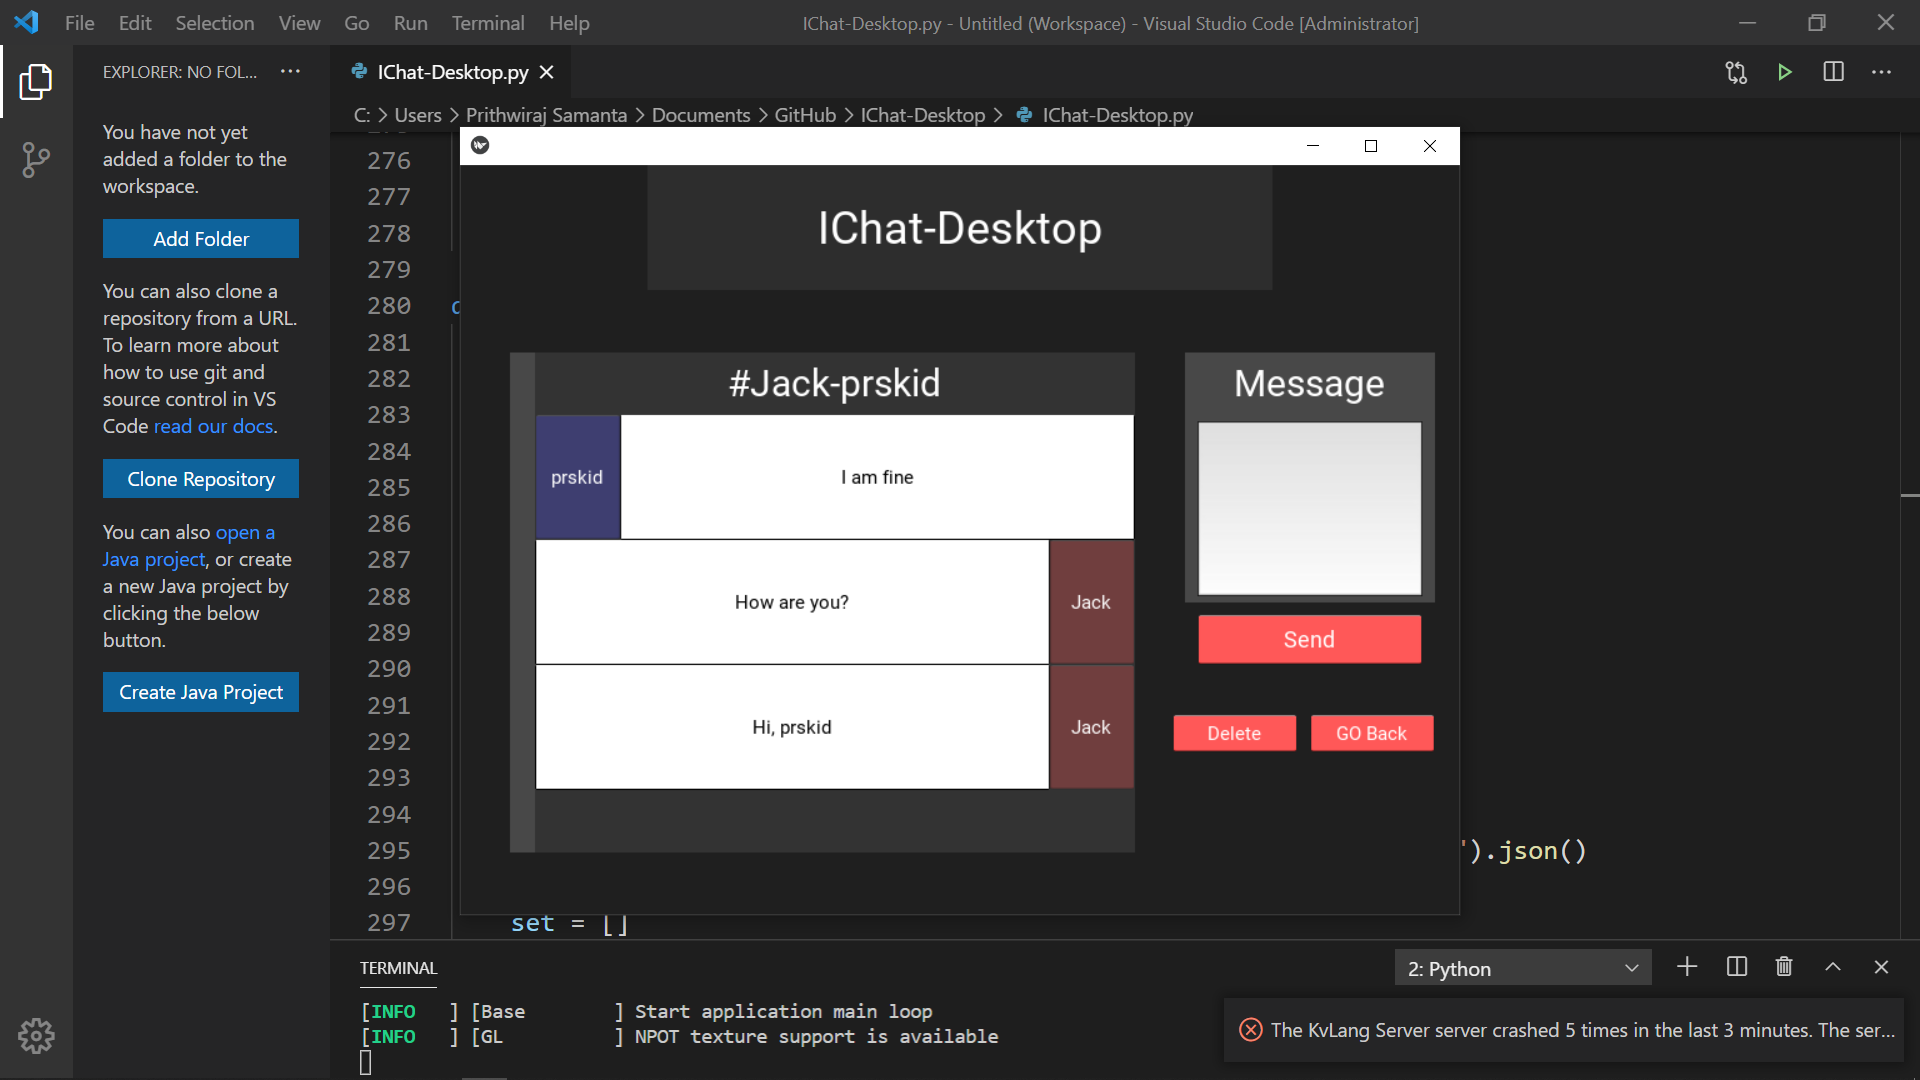 File Edit Selection View Go Run Terminal Help
IChat-Desktop.py - Untitled (Workspace) - Visual Studio Code [Administrator]
EXPLORER: NO FOL...
IChat-Desktop.py
C: > Users > Prithwiraj Samanta > Documents > GitHub > IChat-Desktop > IChat-Desktop.py
You have not yet
added a folder to the
workspace.
Add Folder
You can also clone a
repository from a URL.
To learn more about
how to use git and
source control in VS
Code read our docs.
Clone Repository
You can also open a
Java project, or create
a new Java project by
clicking the below
button.
Create Java Project
276
277
278
279
280
281
282
283
284
285
286
287
288
289
290
291
292
293
294
295 ').json()
296
297 set = []
IChat-Desktop
#Jack-prskid
prskid I am fine
How are you? Jack
Hi, prskid Jack
Message
Send
Delete GO Back
TERMINAL
2: Python
[INFO   ] [Base        ] Start application main loop
[INFO   ] [GL          ] NPOT texture support is available
The KvLang Server server crashed 5 times in the last 3 minutes. The ser...